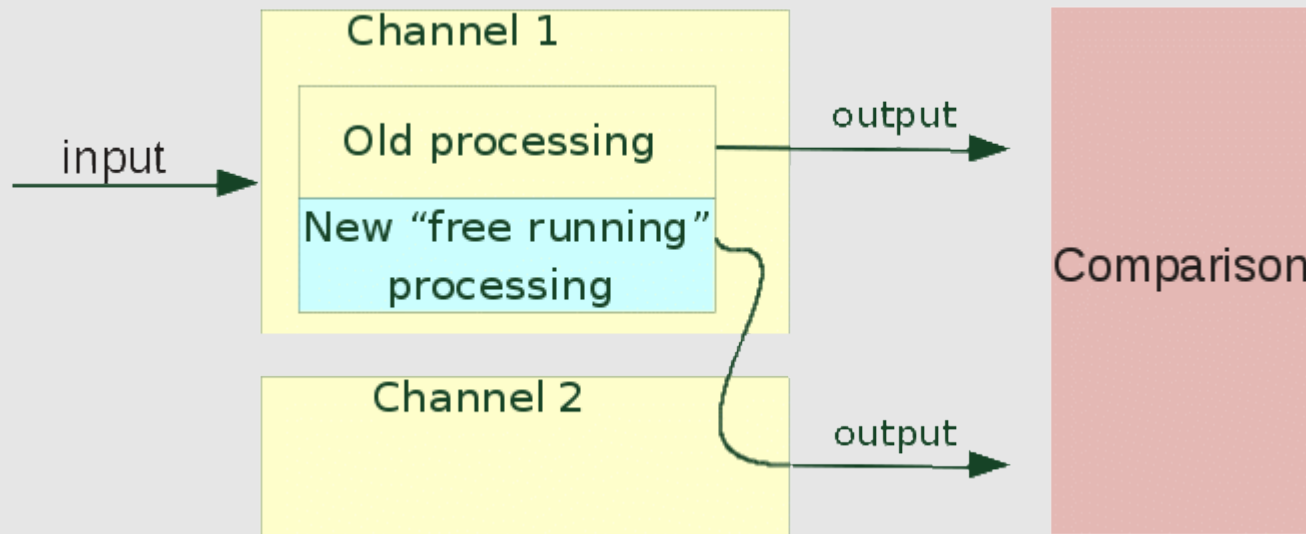 Channel 1
input
Old processing
output
New “free running”
processing
Comparison
Channel 2
output